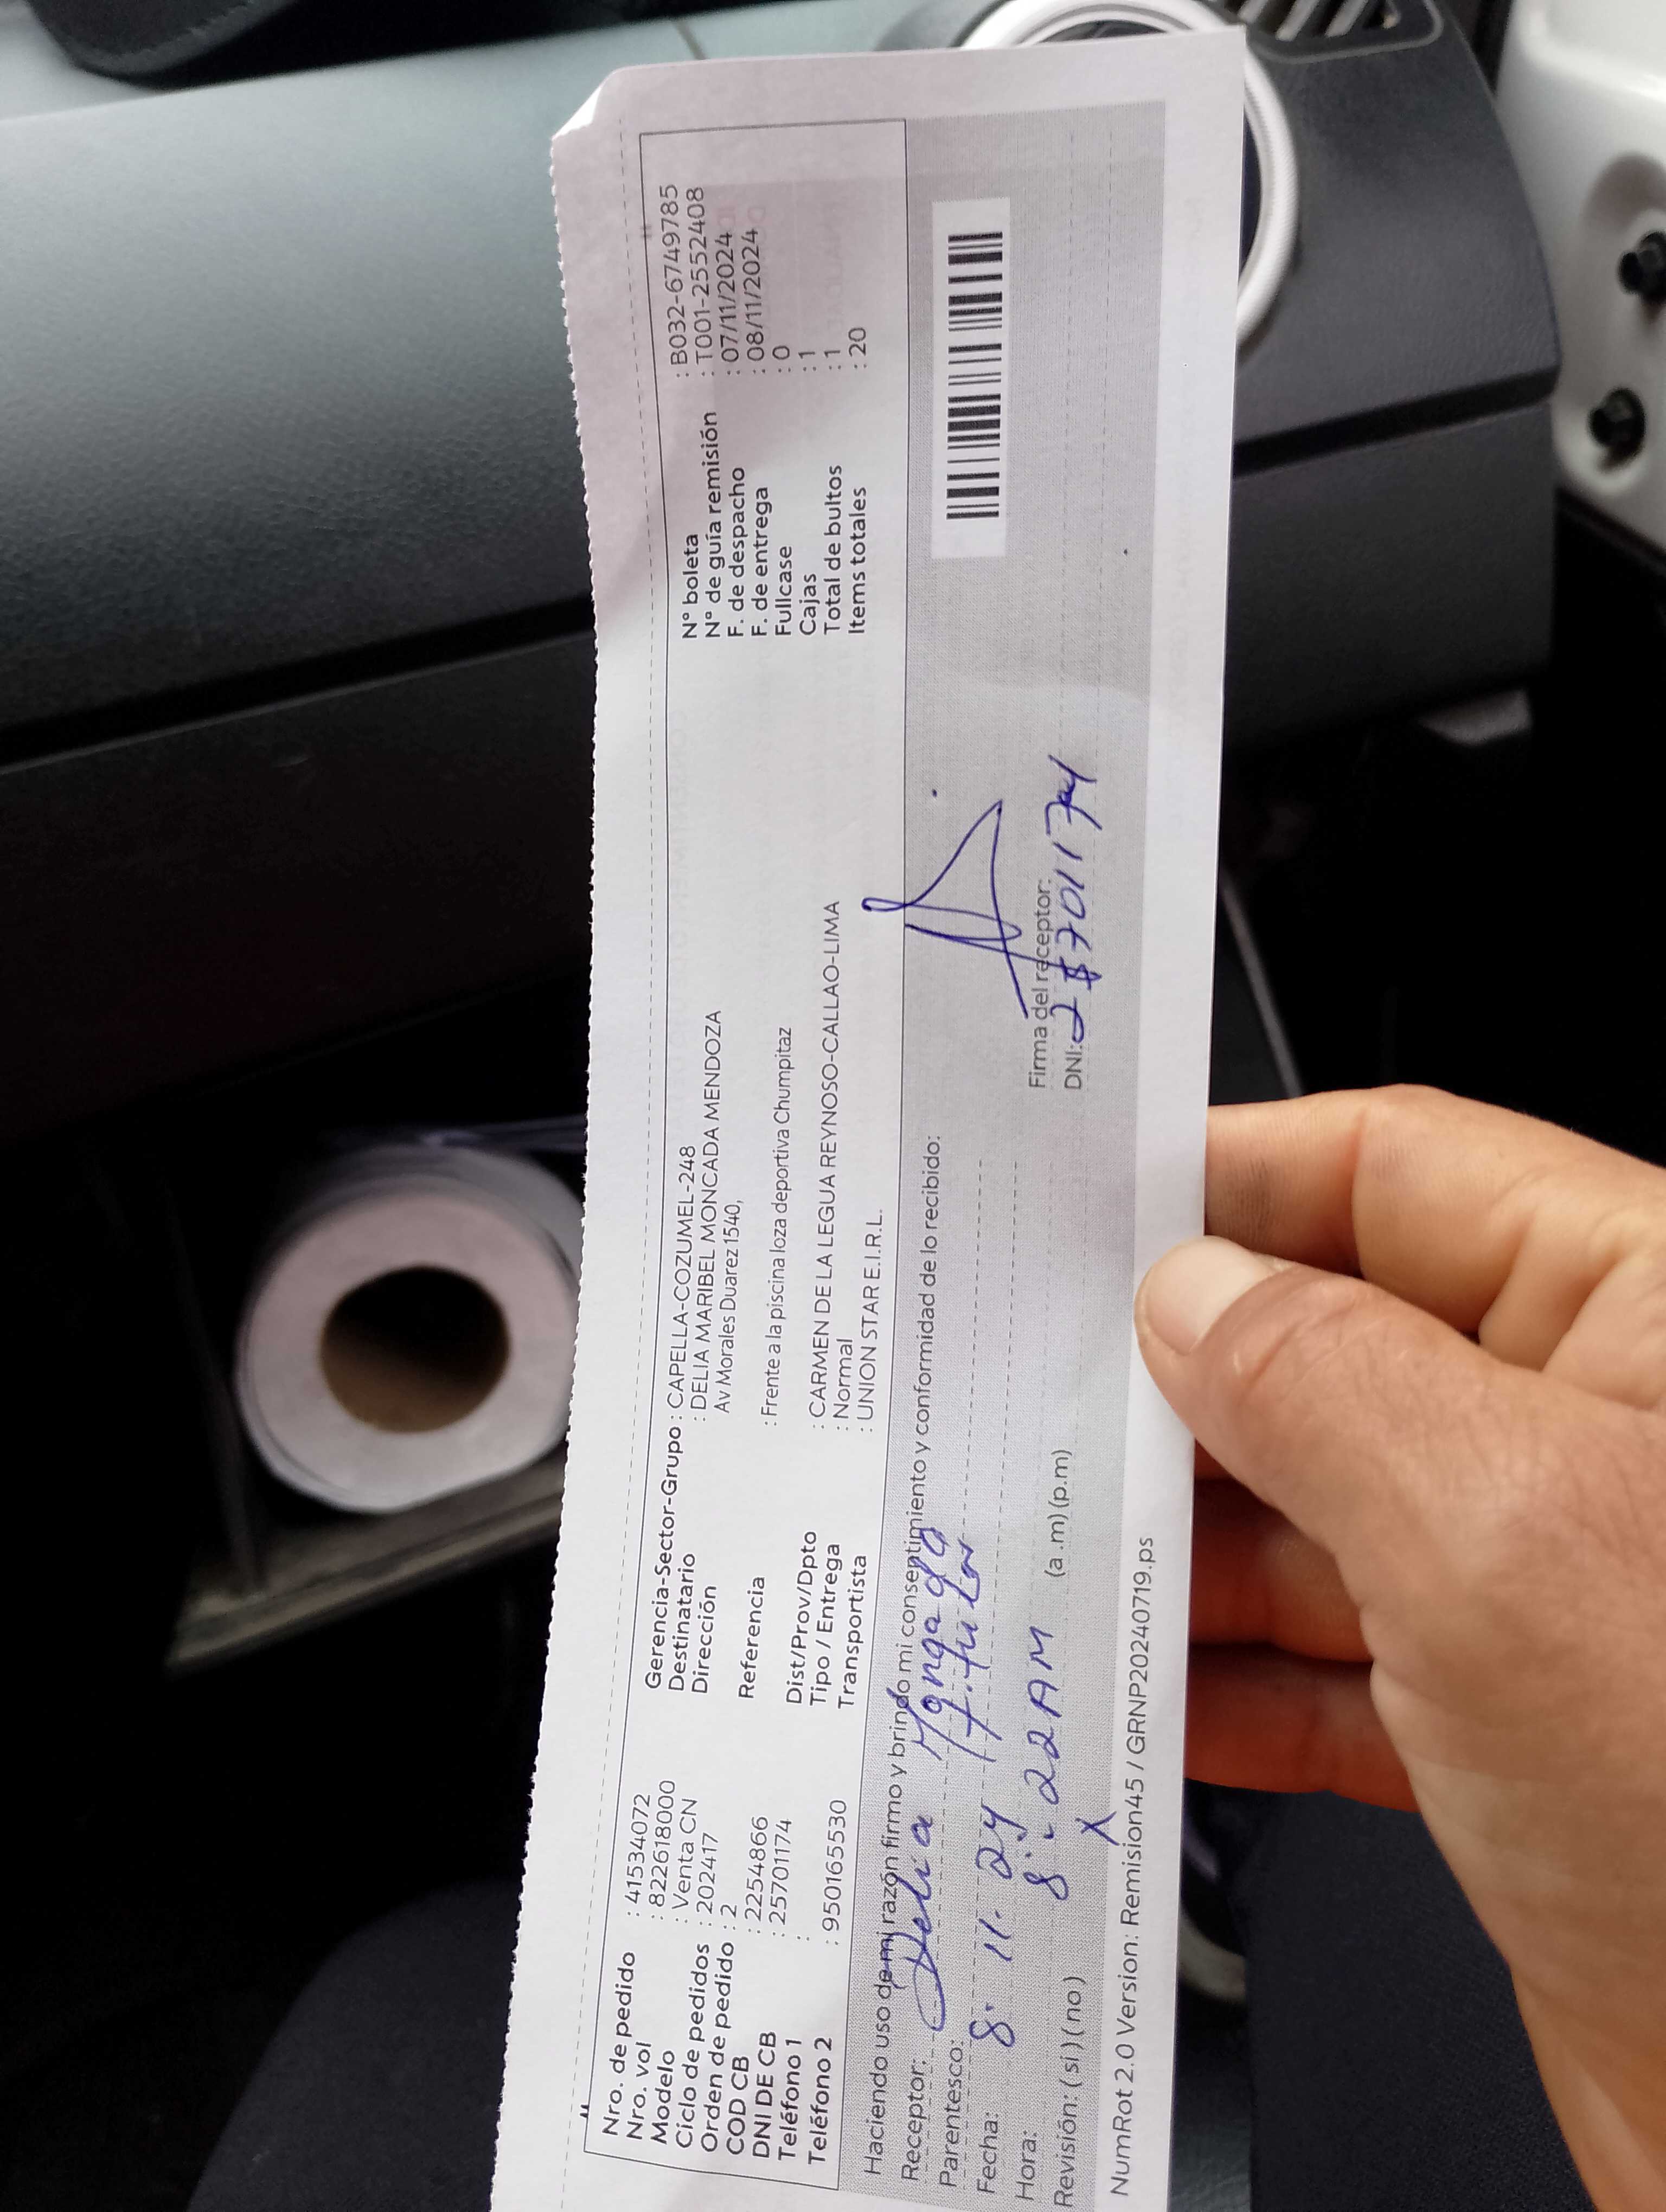 Nro. de pedido : 41534072
Nro. vol : 822618000
Modelo : Venta CN
Ciclo de pedidos : 202417
Orden de pedido : 2
COD CB : 2254866
DNI DE CB : 25701174
Teléfono 1 :
Teléfono 2 : 950165530
Gerencia-Sector-Grupo : CAPELLA-COZUMEL-248
Destinatario : DELIA MARIBEL MONCADA MENDOZA
Dirección Av Morales Duarez 1540,
Referencia : Frente a la piscina loza deportiva Chumpitaz
Dist/Prov/Dpto : CARMEN DE LA LEGUA REYNOSO-CALLAO-LIMA
Tipo / Entrega : Normal
Transportista : UNION STAR E.I.R.L.
N° boleta : B032-6749785
N° de guía remisión : T001-2552408
F. de despacho : 07/11/2024
F. de entrega : 08/11/2024
Fullcase : 0
Cajas : 1
Total de bultos : 1
Items totales : 20
Haciendo uso de mi razón firmo y brindo mi consentimiento y conformidad de lo recibido:
Receptor: Delia
Parentesco: Titular
Fecha: 8. 11. 24
Hora: 8:22AM (a .m) (p.m)
Revisión: ( si ) ( no ) X
Firma del receptor:
DNI:
NumRot 2.0 Version: Remision45 / GRNP20240719.ps